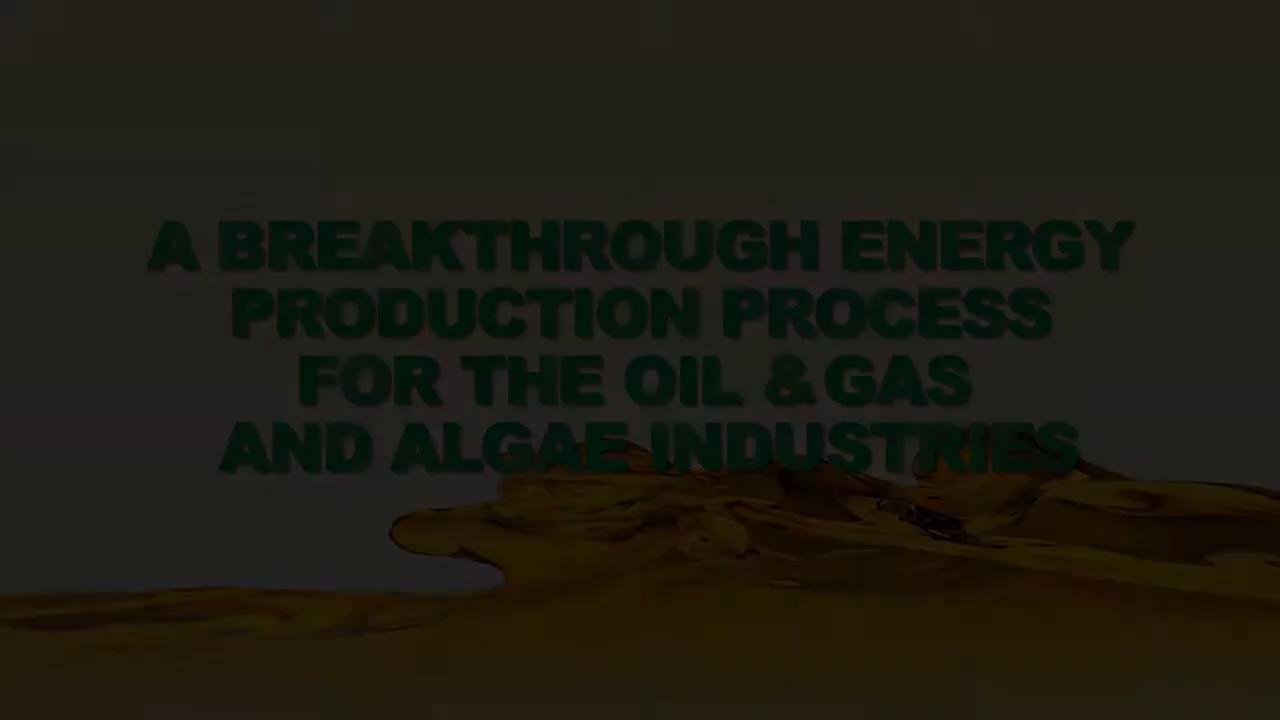 A BREAKTHROUGH ENERGY
PRODUCTION PROCESS
FOR THE OIL & GAS
AND ALGAE INDUSTRIES